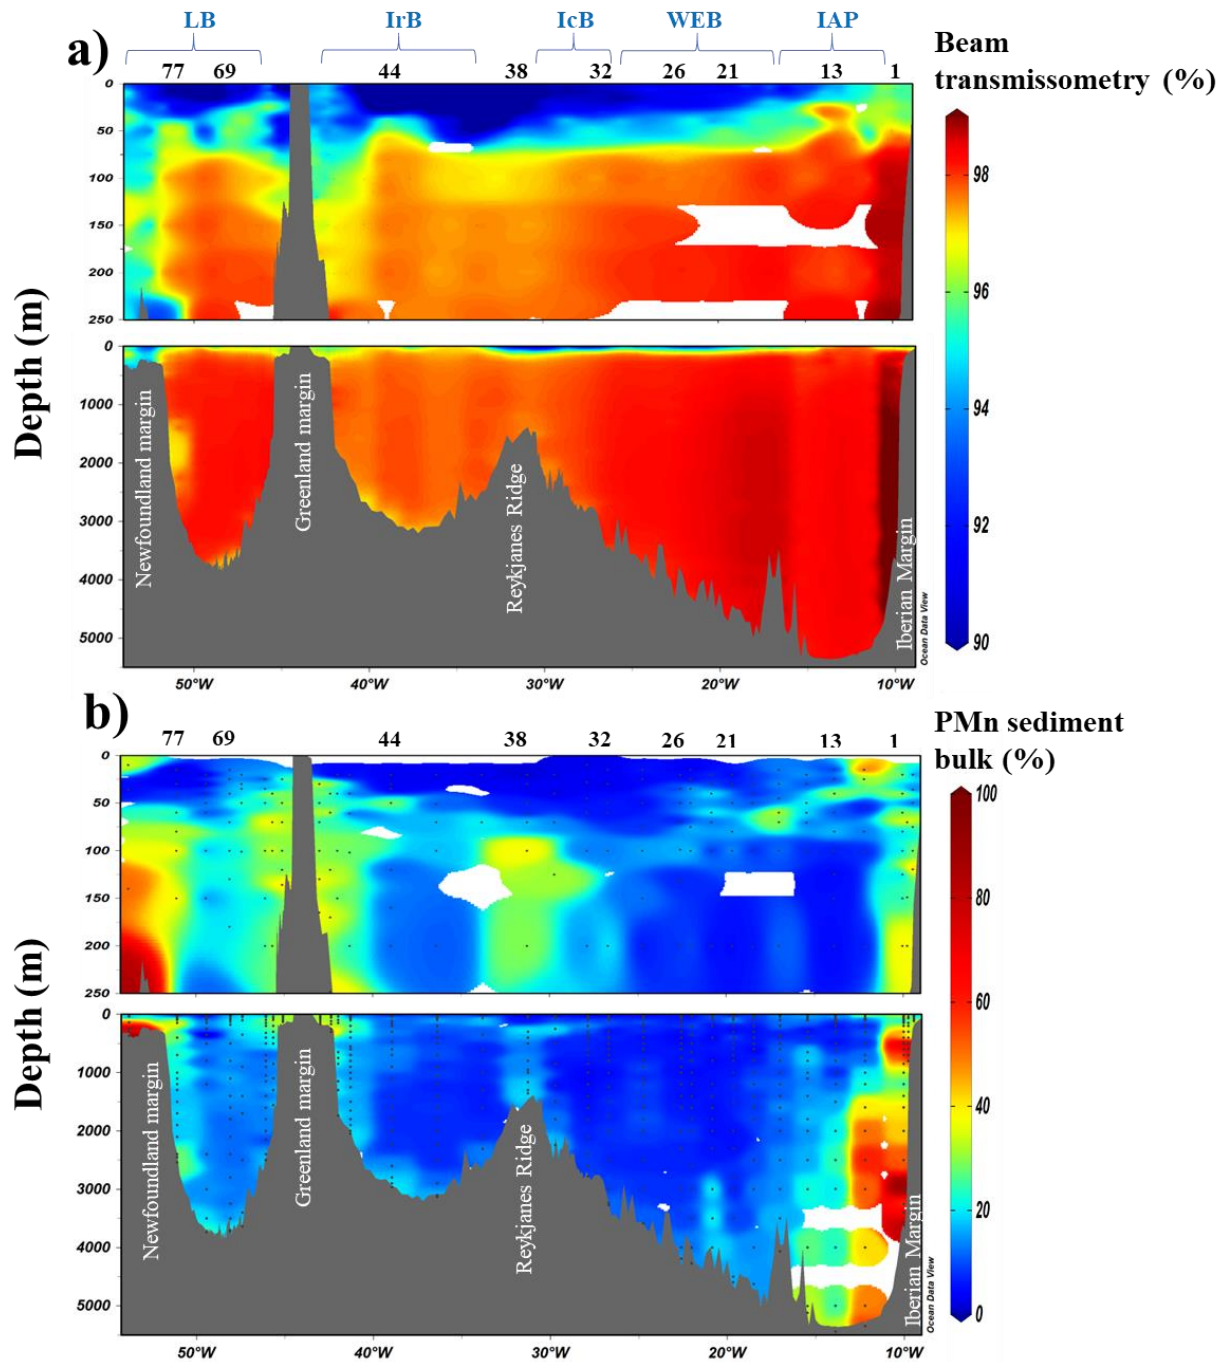 LB IrB IcB WEB IAP
a)
77 69 44 38 32 26 21 13 1
Beam
transmissometry (%)
0
50
100
150
200
250
98
96
94
92
90
Depth (m)
0
1000
2000
3000
4000
5000
Newfoundland margin
Greenland margin
Reykjanes Ridge
Iberian Margin
Ocean Data View
50°W 40°W 30°W 20°W 10°W
b)
77 69 44 38 32 26 21 13 1
PMn sediment
bulk (%)
0
50
100
150
200
250
100
80
60
40
20
0
Depth (m)
0
1000
2000
3000
4000
5000
Newfoundland margin
Greenland margin
Reykjanes Ridge
Iberian Margin
Ocean Data View
50°W 40°W 30°W 20°W 10°W